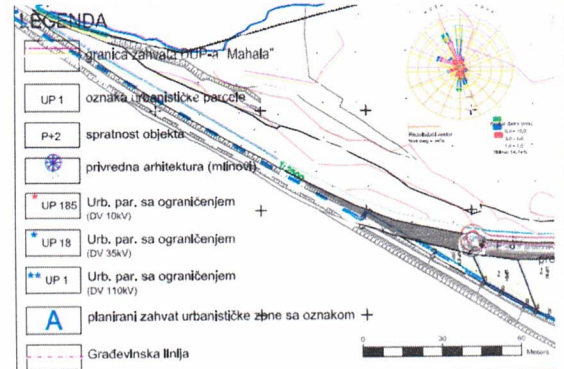 LEGENDA
granica zahvata DUP-a "Mahala"
UP 1 oznaka urbanističke parcele
P+2 spratnost objekta
privredna arhitektura (mlinovi)
* UP 185 Urb. par. sa ograničenjem
(DV 10kV)
* UP 18 Urb. par. sa ograničenjem
(DV 35kV)
** UP 1 Urb. par. sa ograničenjem
(DV 110kV)
A planirani zahvat urbanističke zone sa oznakom
Građevinska linija
0 20 40 60
Meters